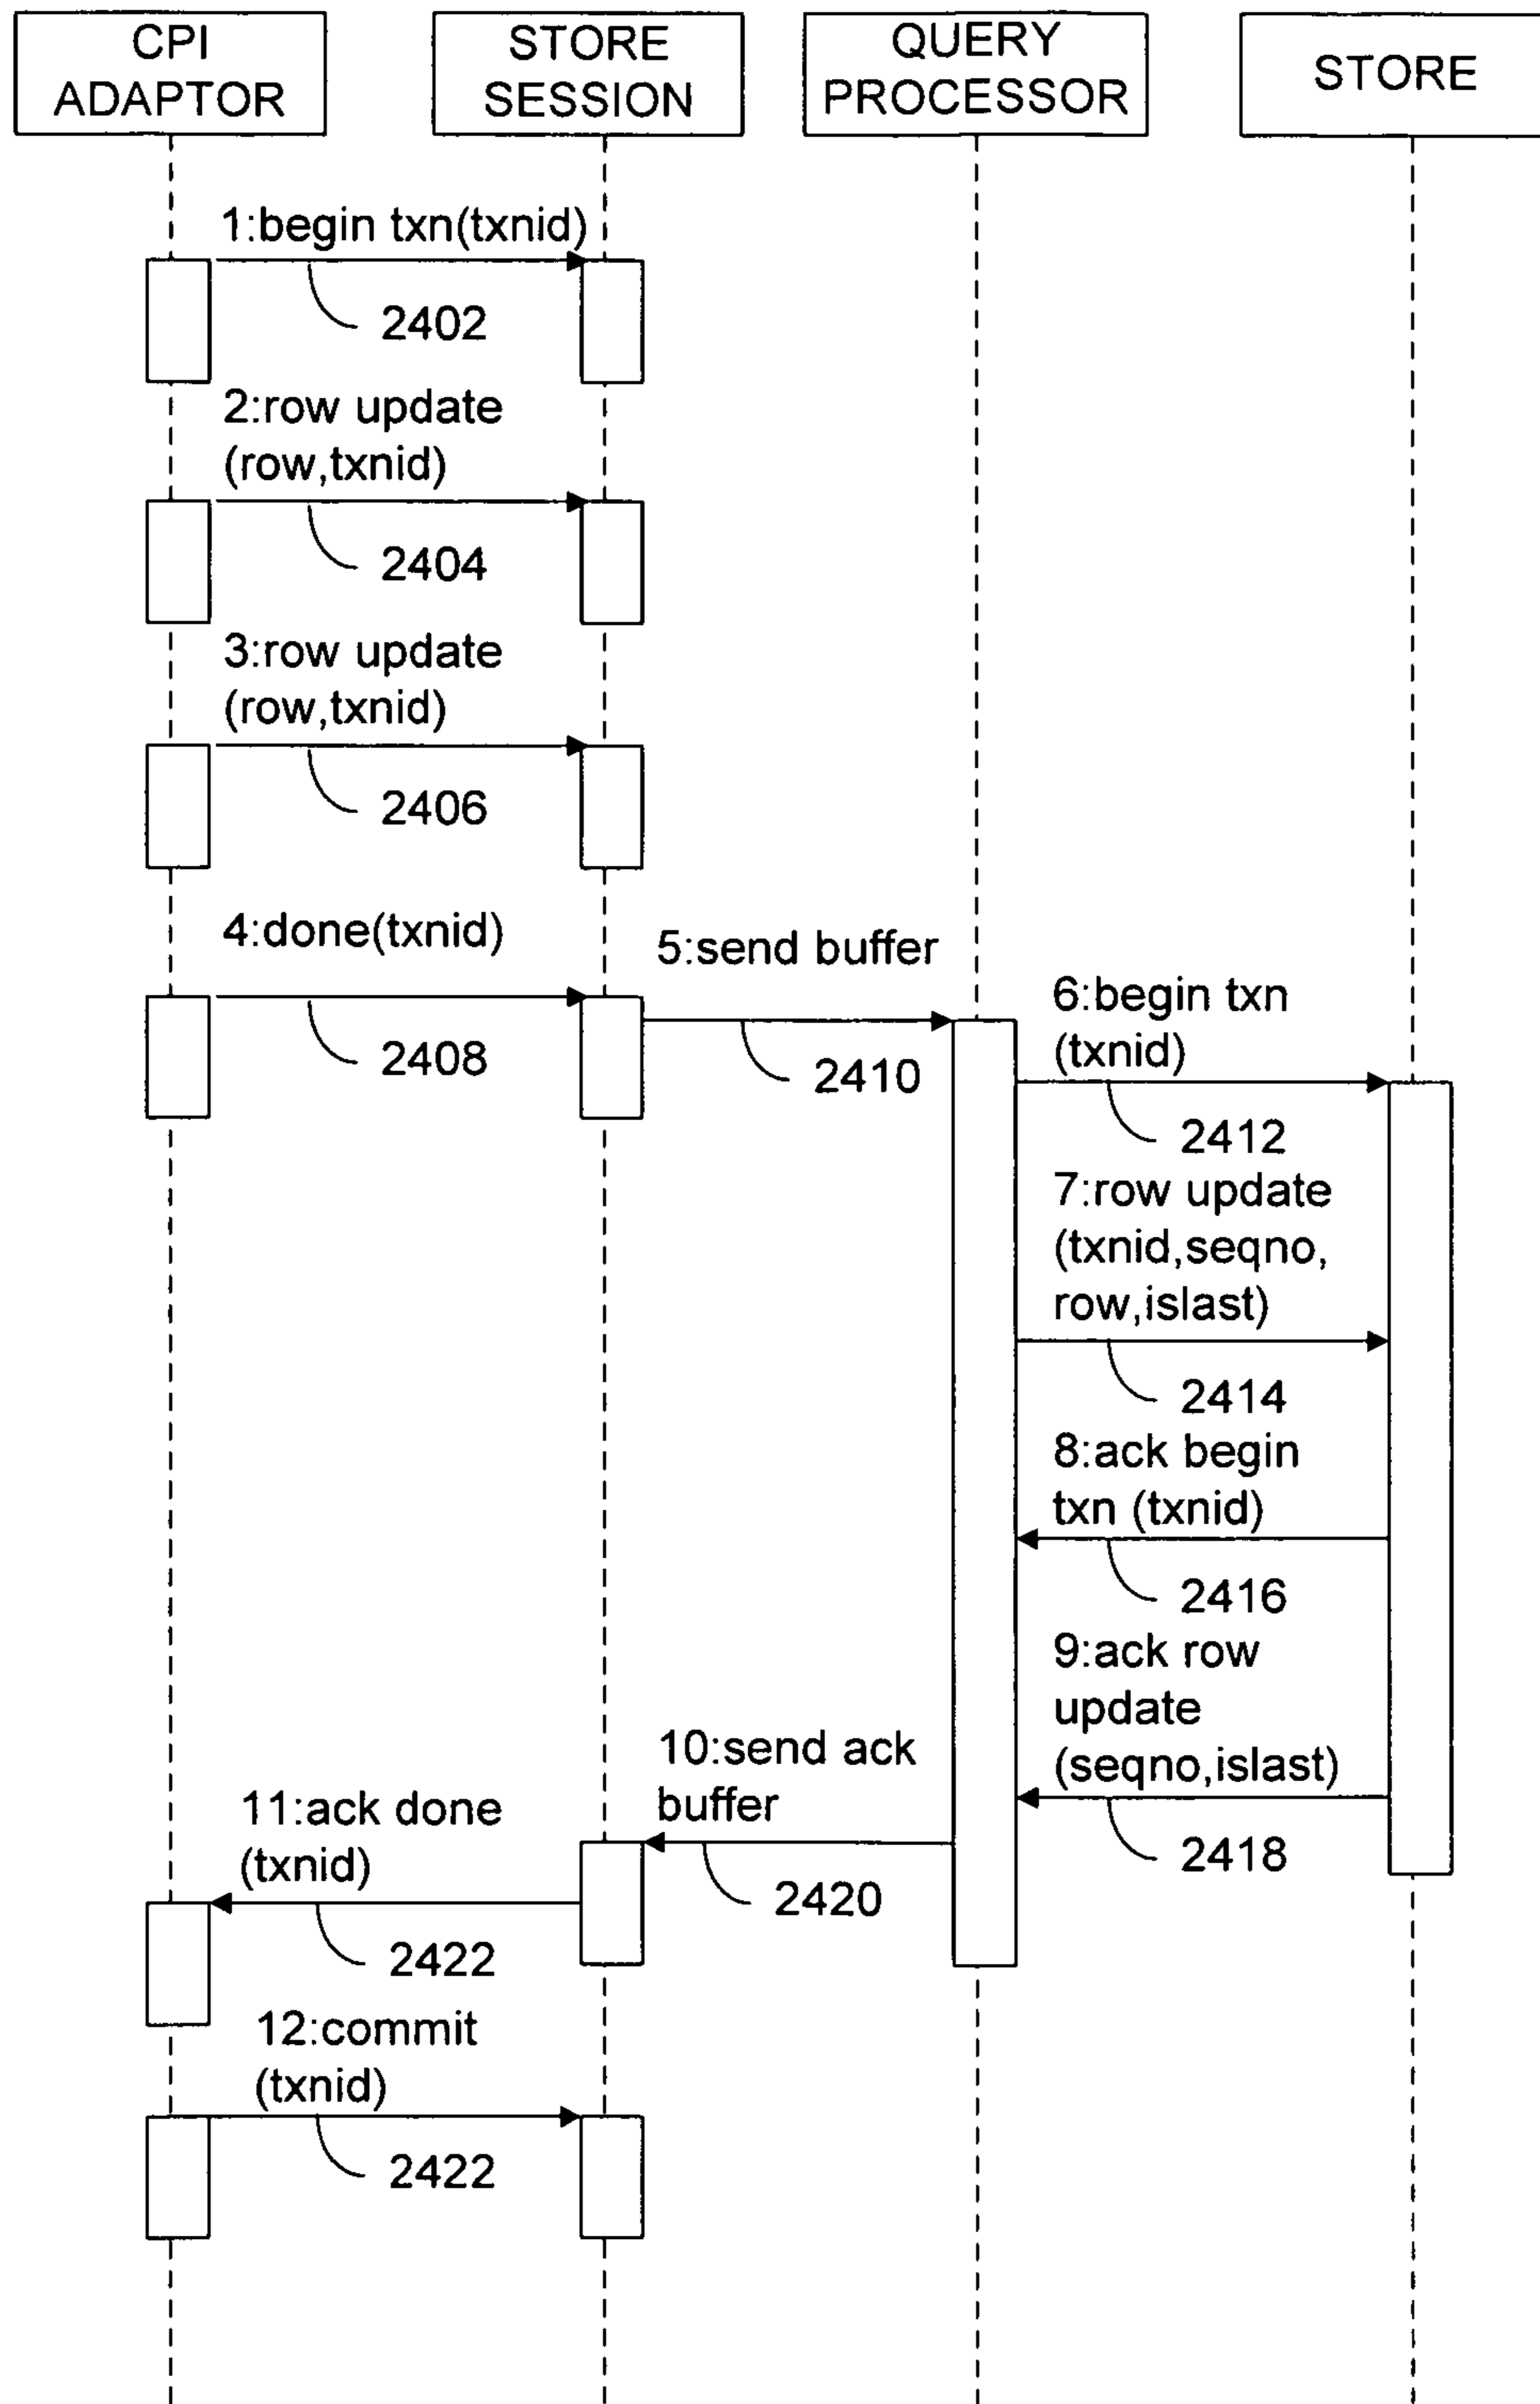 CPI
ADAPTOR
STORE
SESSION
QUERY
PROCESSOR
STORE
1:begin txn(txnid)
2402
2:row update
(row,txnid)
2404
3:row update
(row,txnid)
2406
4:done(txnid)
2408
5:send buffer
2410
6:begin txn
(txnid)
2412
7:row update
(txnid,seqno,
row,islast)
2414
8:ack begin
txn (txnid)
2416
9:ack row
update
(seqno,islast)
2418
10:send ack
buffer
2420
11:ack done
(txnid)
2422
12:commit
(txnid)
2422